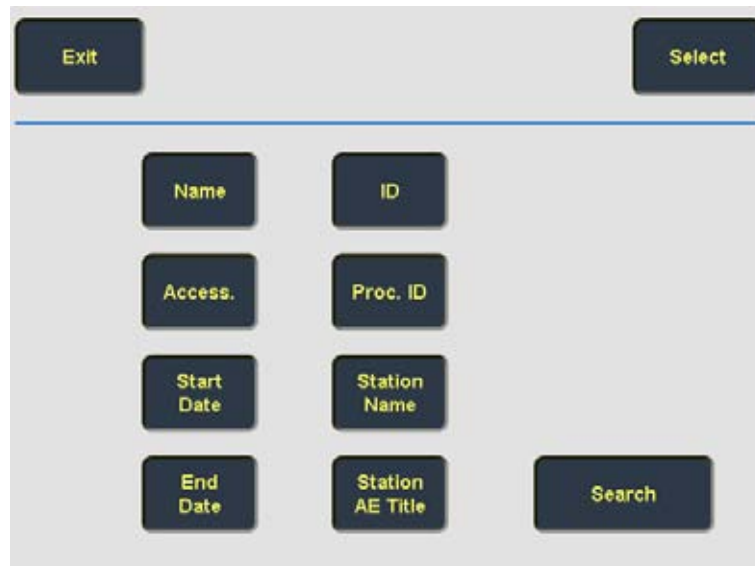 Exit
Select
Name
ID
Access.
Proc. ID
Start
Date
Station
Name
End
Date
Station
AE Title
Search